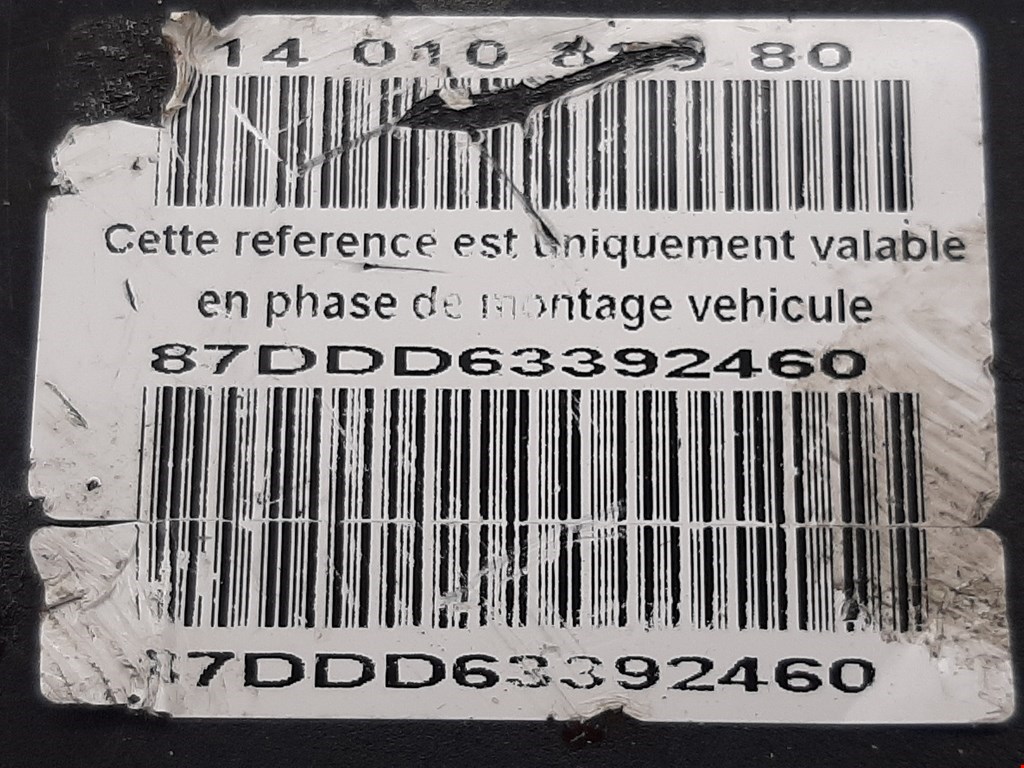 14 010 80
Cette reference est uniquement valable
en phase de montage vehicule
87DDD63392460
87DDD63392460